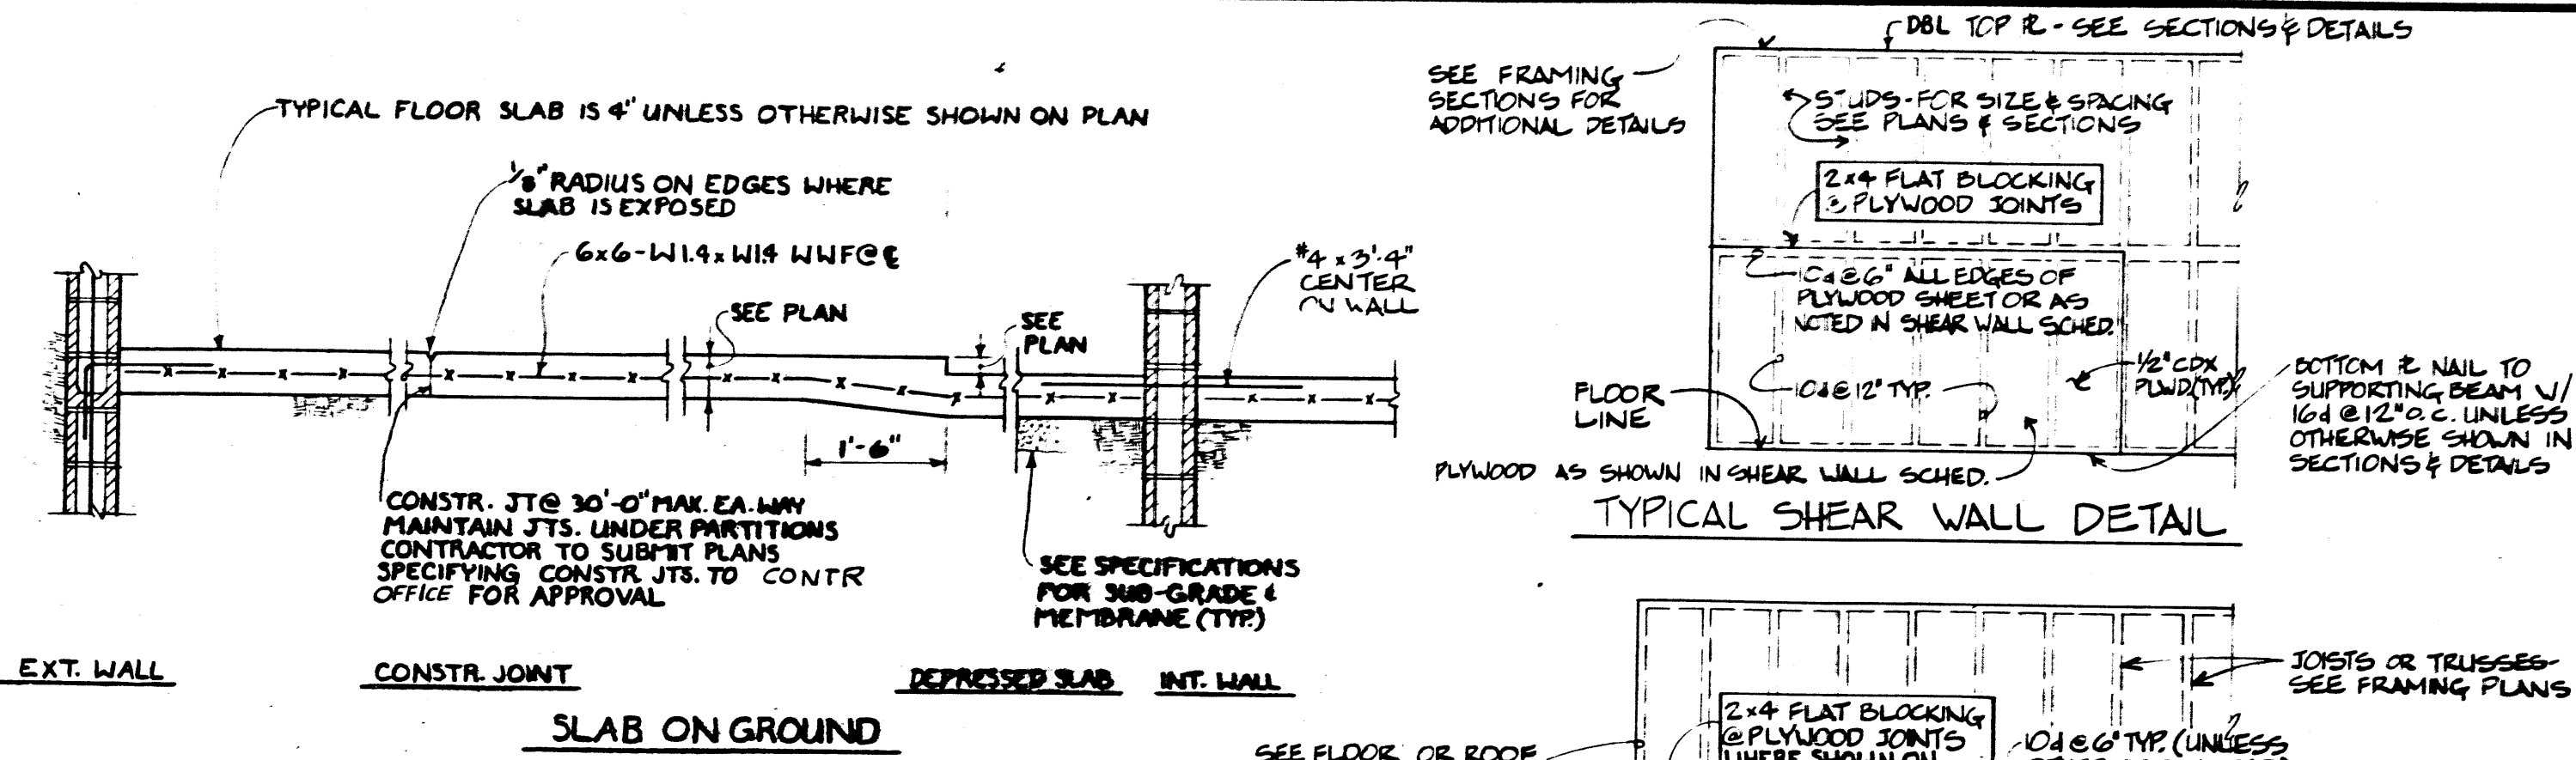 TYPICAL FLOOR SLAB IS 4" UNLESS OTHERWISE SHOWN ON PLAN
1/8" RADIUS ON EDGES WHERE
SLAB IS EXPOSED
6x6-W1.4xW1.4 WWF@℄
SEE PLAN
SEE
PLAN
#4 x 3'-4"
CENTER
ON WALL
1'-6"
CONSTR. JT@ 30'-0" MAX. EA. WAY
MAINTAIN JTS. UNDER PARTITIONS
CONTRACTOR TO SUBMIT PLANS
SPECIFYING CONSTR JTS. TO CONTR
OFFICE FOR APPROVAL
SEE SPECIFICATIONS
FOR SUB-GRADE &
MEMBRANE (TYP.)
EXT. WALL
CONSTR. JOINT
DEPRESSED SLAB
INT. WALL
SLAB ON GROUND
DBL TOP PL - SEE SECTIONS & DETAILS
SEE FRAMING
SECTIONS FOR
ADDITIONAL DETAILS
STUDS-FOR SIZE & SPACING
SEE PLANS & SECTIONS
2x4 FLAT BLOCKING
@ PLYWOOD JOINTS
10d@6" ALL EDGES OF
PLYWOOD SHEET OR AS
NOTED IN SHEAR WALL SCHED.
1/2" CDX
PLWD.(TYP.)
10d@12" TYP.
FLOOR
LINE
BOTTOM PL NAIL TO
SUPPORTING BEAM W/
16d @12" O.C. UNLESS
OTHERWISE SHOWN IN
SECTIONS & DETAILS
PLYWOOD AS SHOWN IN SHEAR WALL SCHED.
TYPICAL SHEAR WALL DETAIL
JOISTS OR TRUSSES-
SEE FRAMING PLANS
2x4 FLAT BLOCKING
@PLYWOOD JOINTS
WHERE SHOWN ON
10d@6" TYP. (UNLESS
SEE FLOOR OR ROOF